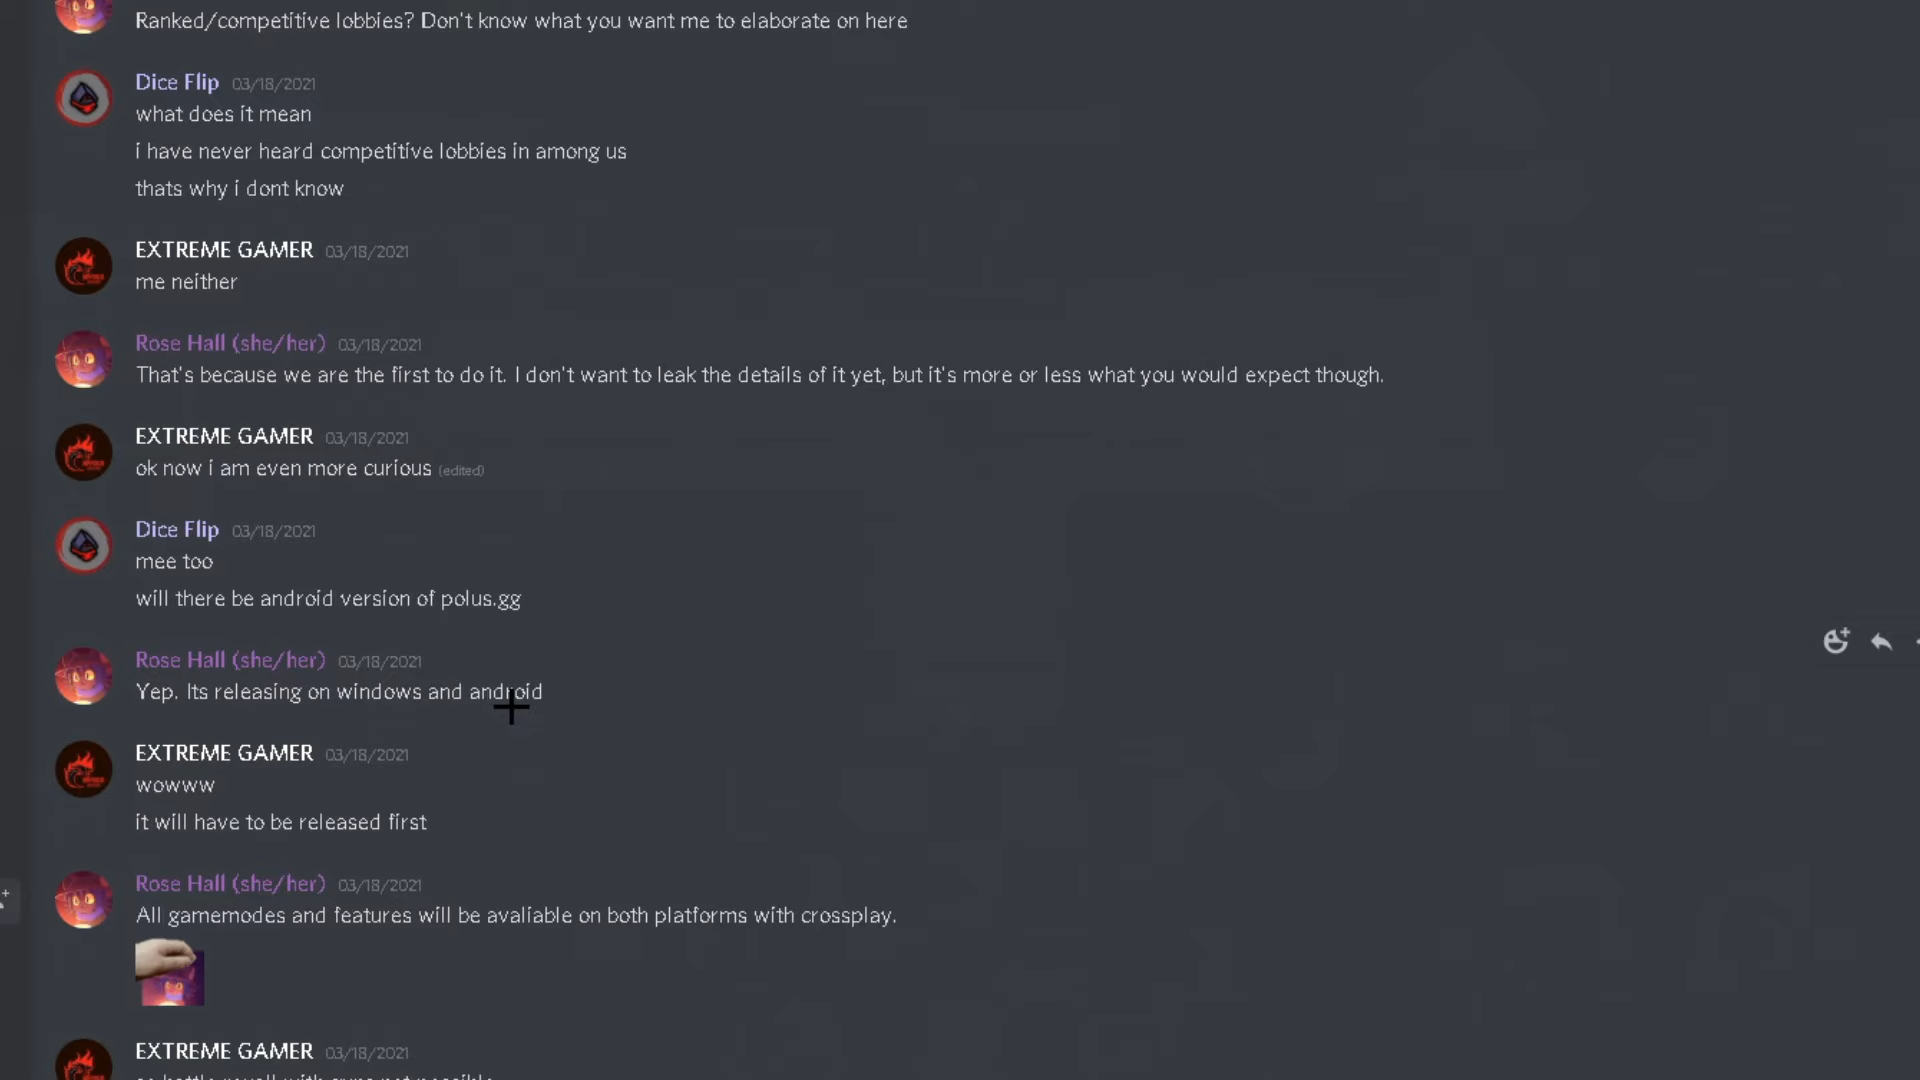 Ranked/competitive lobbies? Don't know what you want me to elaborate on here
Dice Flip 03/18/2021
what does it mean
i have never heard competitive lobbies in among us
thats why i dont know
EXTREME GAMER 03/18/2021
me neither
Rose Hall (she/her) 03/18/2021
That's because we are the first to do it. I don't want to leak the details of it yet, but it's more or less what you would expect though.
EXTREME GAMER 03/18/2021
ok now i am even more curious (edited)
Dice Flip 03/18/2021
mee too
will there be android version of polus.gg
Rose Hall (she/her) 03/18/2021
Yep. Its releasing on windows and android
EXTREME GAMER 03/18/2021
wowww
it will have to be released first
Rose Hall (she/her) 03/18/2021
All gamemodes and features will be avaliable on both platforms with crossplay.
EXTREME GAMER 03/18/2021